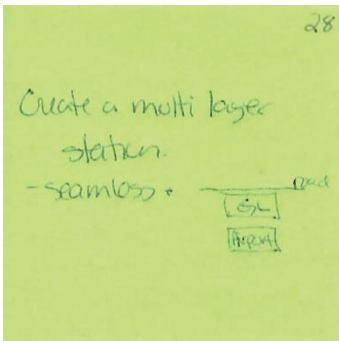 28
Create a multi layer
station.
-seamless.
road
GL
Airport